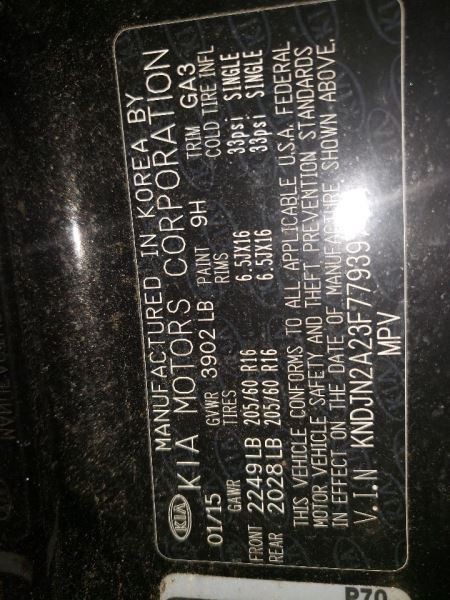 MANUFACTURED IN KOREA BY
KIA KIA MOTORS CORPORATION
01/15 GVWR 3902 LB PAINT 9H TRIM GA3
GAWR TIRES RIMS COLD TIRE INFL
FRONT 2249LB 205/60 R16 6.5JX16 33psi: SINGLE
REAR 2028LB 205/60 R16 6.5JX16 33psi: SINGLE
THIS VEHICLE CONFORMS TO ALL APPLICABLE U.S.A. FEDERAL
MOTOR VEHICLE SAFETY AND THEFT PREVENTION STANDARDS
IN EFFECT ON THE DATE OF MANUFACTURE SHOWN ABOVE.
V.I.N
MPV